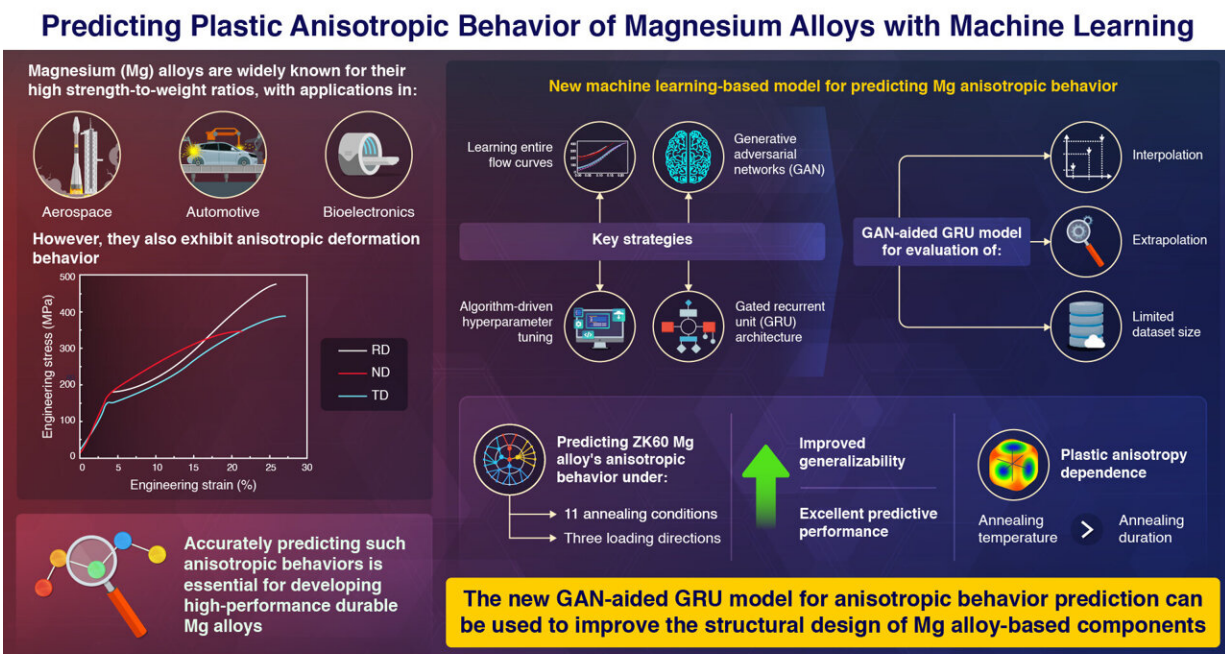 Predicting Plastic Anisotropic Behavior of Magnesium Alloys with Machine Learning
Magnesium (Mg) alloys are widely known for their
high strength-to-weight ratios, with applications in:
Aerospace
Automotive
Bioelectronics
However, they also exhibit anisotropic deformation
behavior
Engineering stress (MPa)
500
400
300
200
100
0
0
5
10
15
20
25
30
Engineering strain (%)
RD
ND
TD
Accurately predicting such
anisotropic behaviors is
essential for developing
high-performance durable
Mg alloys
New machine learning-based model for predicting Mg anisotropic behavior
Learning entire
flow curves
Generative
adversarial
networks (GAN)
Key strategies
Algorithm-driven
hyperparameter
tuning
Gated recurrent
unit (GRU)
architecture
GAN-aided GRU model
for evaluation of:
Interpolation
Extrapolation
Limited
dataset size
Predicting ZK60 Mg
alloy's anisotropic
behavior under:
11 annealing conditions
Three loading directions
Improved
generalizability
Excellent predictive
performance
Plastic anisotropy
dependence
Annealing
temperature
>
Annealing
duration
The new GAN-aided GRU model for anisotropic behavior prediction can
be used to improve the structural design of Mg alloy-based components